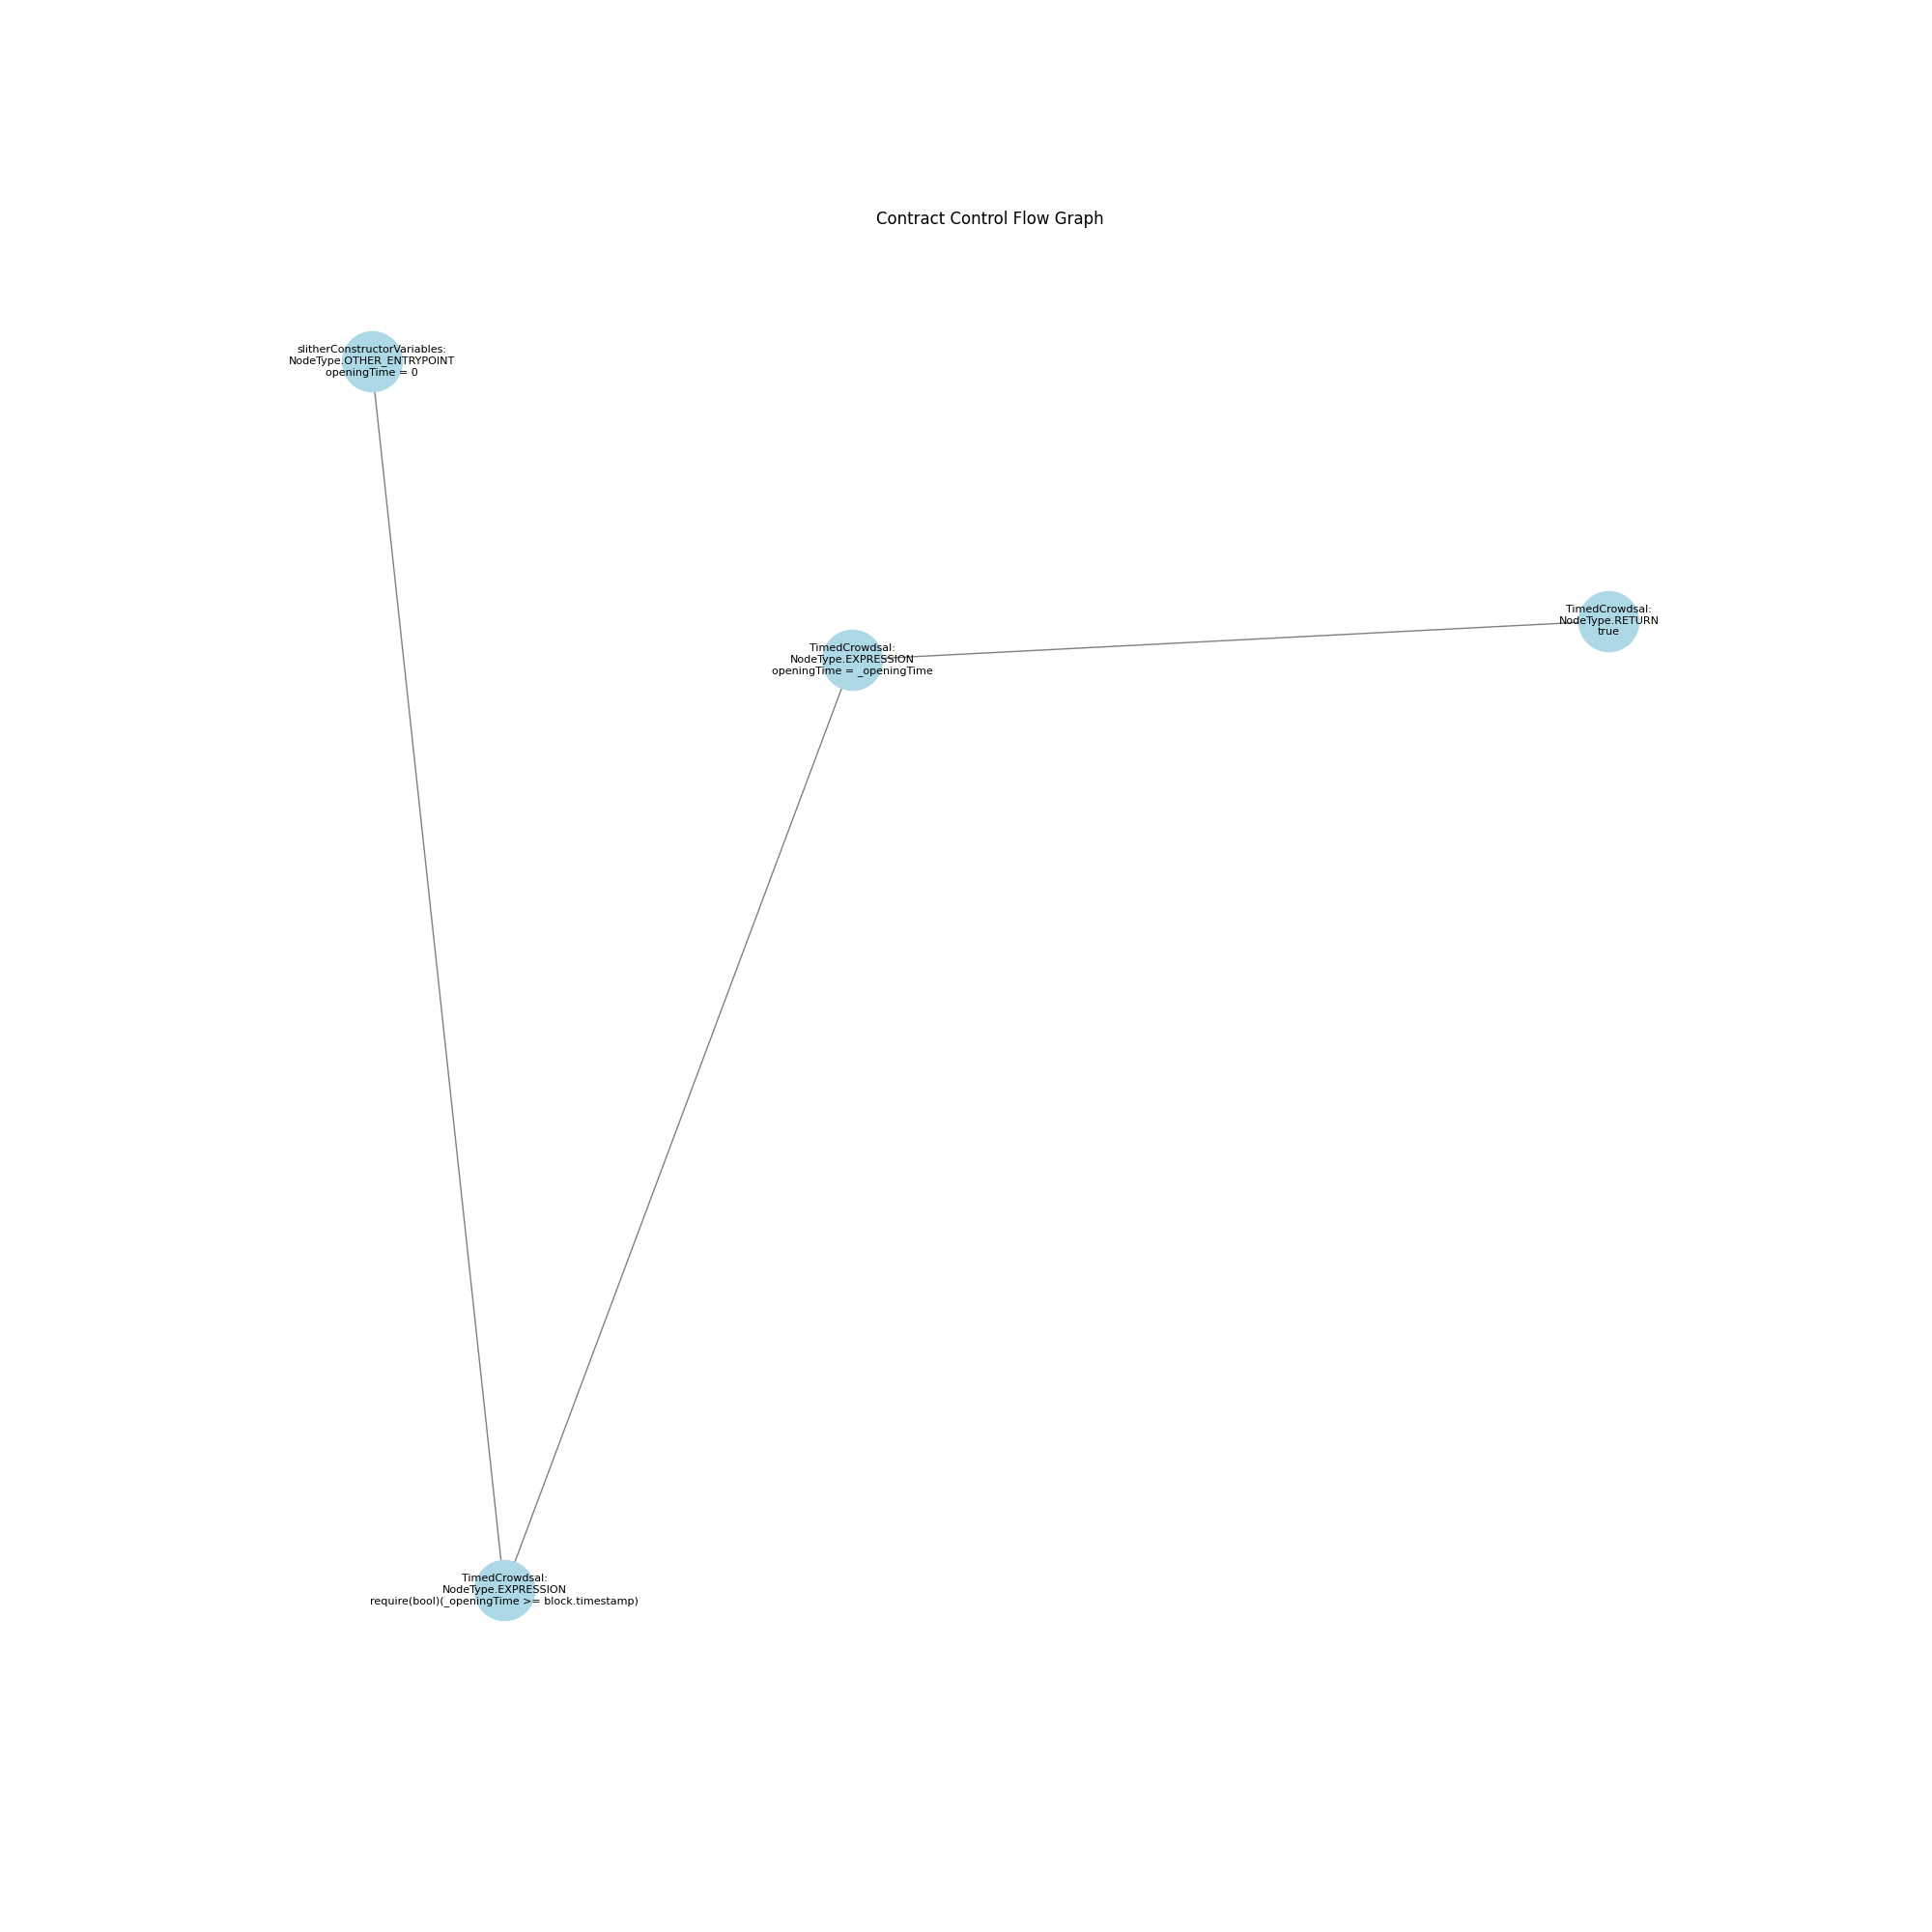 Contract Control Flow Graph
slitherConstructorVariables:
NodeType.OTHER_ENTRYPOINT
openingTime = 0
TimedCrowdsal:
NodeType.RETURN
true
TimedCrowdsal:
NodeType.EXPRESSION
openingTime = _openingTime
TimedCrowdsal:
NodeType.EXPRESSION
require(bool)(_openingTime >= block.timestamp)